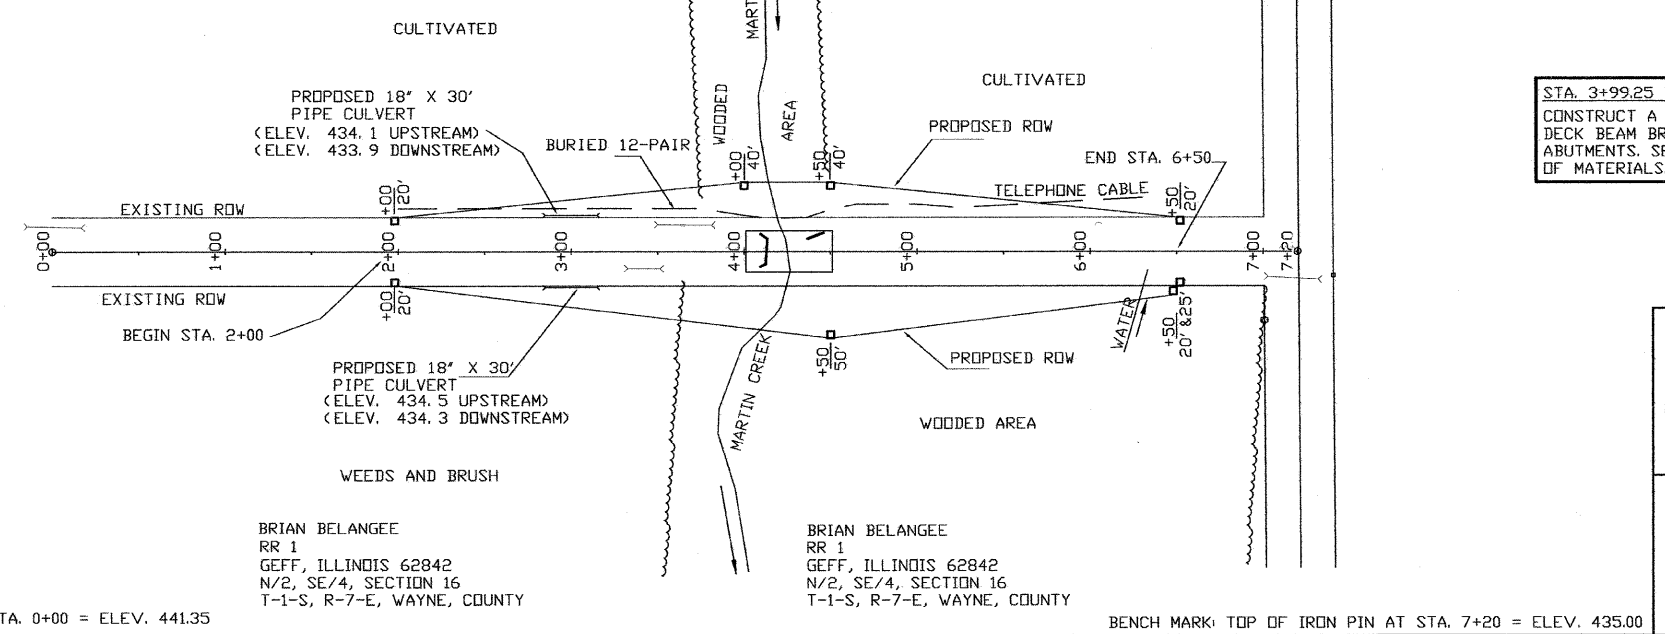 CULTIVATED
MART
WOODED
AREA
CULTIVATED
PROPOSED 18" X 30'
PIPE CULVERT
(ELEV. 434.1 UPSTREAM)
(ELEV. 433.9 DOWNSTREAM)
BURIED 12-PAIR
PROPOSED ROW
END STA. 6+50
TELEPHONE CABLE
STA. 3+99.25
CONSTRUCT A
DECK BEAM BR
ABUTMENTS. SE
OF MATERIALS.
+00
20'
+00
40'
+50
40'
+50
20'
EXISTING ROW
0+00
1+00
2+00
3+00
4+00
5+00
6+00
7+00
7+20
EXISTING ROW
+00
20'
+50
50'
+50
20' &25'
WATER
BEGIN STA. 2+00
PROPOSED ROW
MARTIN CREEK
PROPOSED 18" X 30'
PIPE CULVERT
(ELEV. 434.5 UPSTREAM)
(ELEV. 434.3 DOWNSTREAM)
WOODED AREA
WEEDS AND BRUSH
BRIAN BELANGEE
RR 1
GEFF, ILLINOIS 62842
N/2, SE/4, SECTION 16
T-1-S, R-7-E, WAYNE, COUNTY
BRIAN BELANGEE
RR 1
GEFF, ILLINOIS 62842
N/2, SE/4, SECTION 16
T-1-S, R-7-E, WAYNE, COUNTY
TA. 0+00 = ELEV. 441.35
BENCH MARK: TOP OF IRON PIN AT STA. 7+20 = ELEV. 435.00